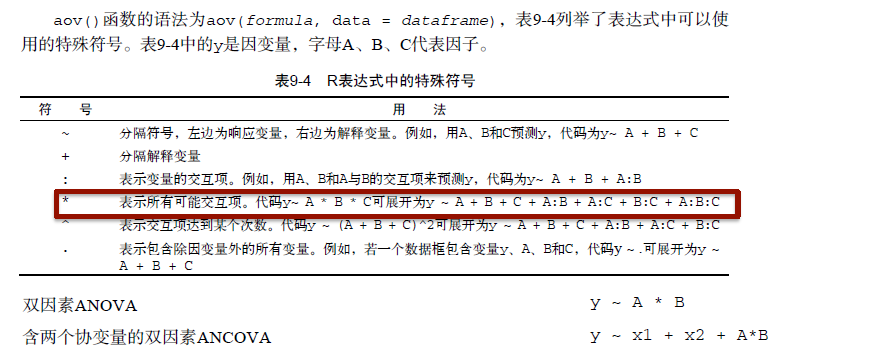 aov()函数的语法为aov(formula, data = dataframe)，表9-4列举了表达式中可以使
用的特殊符号。表9-4中的y是因变量，字母A、B、C代表因子。
表9-4 R表达式中的特殊符号
符 号 用 法
~ 分隔符号，左边为响应变量，右边为解释变量。例如，用A、B和C预测y，代码为y~ A + B + C
+ 分隔解释变量
: 表示变量的交互项。例如，用A、B和A与B的交互项来预测y，代码为y~ A + B + A:B
* 表示所有可能交互项。代码y~ A * B * C可展开为y ~ A + B + C + A:B + A:C + B:C + A:B:C
^ 表示交互项达到某个次数。代码y ~ (A + B + C)^2可展开为y ~ A + B + C + A:B + A:C + B:C
. 表示包含除因变量外的所有变量。例如，若一个数据框包含变量y、A、B和C，代码y ~ .可展开为y ~
A + B + C
双因素ANOVA y ~ A * B
含两个协变量的双因素ANCOVA y ~ x1 + x2 + A*B